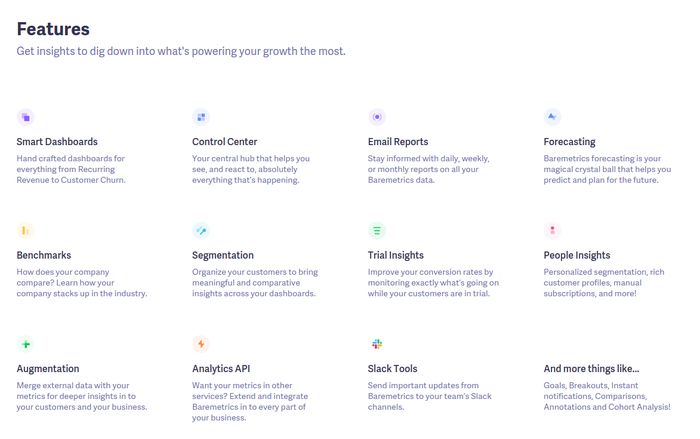 Features
Get insights to dig down into what's powering your growth the most.
Smart Dashboards
Hand crafted dashboards for
everything from Recurring
Revenue to Customer Churn.
Control Center
Your central hub that helps you
see, and react to, absolutely
everything that's happening.
Email Reports
Stay informed with daily, weekly,
or monthly reports on all your
Baremetrics data.
Forecasting
Baremetrics forecasting is your
magical crystal ball that helps you
predict and plan for the future.
Benchmarks
How does your company
compare? Learn how your
company stacks up in the industry.
Segmentation
Organize your customers to bring
meaningful and comparative
insights across your dashboards.
Trial Insights
Improve your conversion rates by
monitoring exactly what's going on
while your customers are in trial.
People Insights
Personalized segmentation, rich
customer profiles, manual
subscriptions, and more!
Augmentation
Merge external data with your
metrics for deeper insights in to
your customers and your business.
Analytics API
Want your metrics in other
services? Extend and integrate
Baremetrics in to every part of
your business.
Slack Tools
Send important updates from
Baremetrics to your team's Slack
channels.
And more things like...
Goals, Breakouts, Instant
notifications, Comparisons,
Annotations and Cohort Analysis!